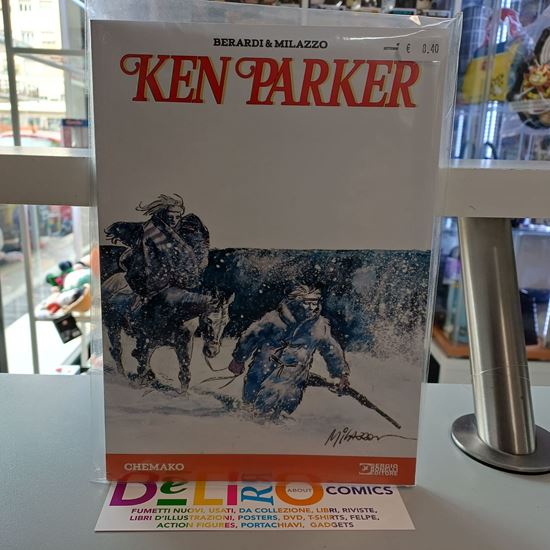 BERARDI & MILAZZO
€ 0,40
KEN PARKER
Milazzo
CHEMAKO
SERGIO
BONELLI
EDITORE
DELIRO ABOUT COMICS
FUMETTI NUOVI, USATI, DA COLLEZIONE, LIBRI, RIVISTE,
LIBRI D'ILLUSTRAZIONI, POSTERS, DVD, T-SHIRTS, FELPE,
ACTION FIGURES, PORTACHIAVI, GADGETS